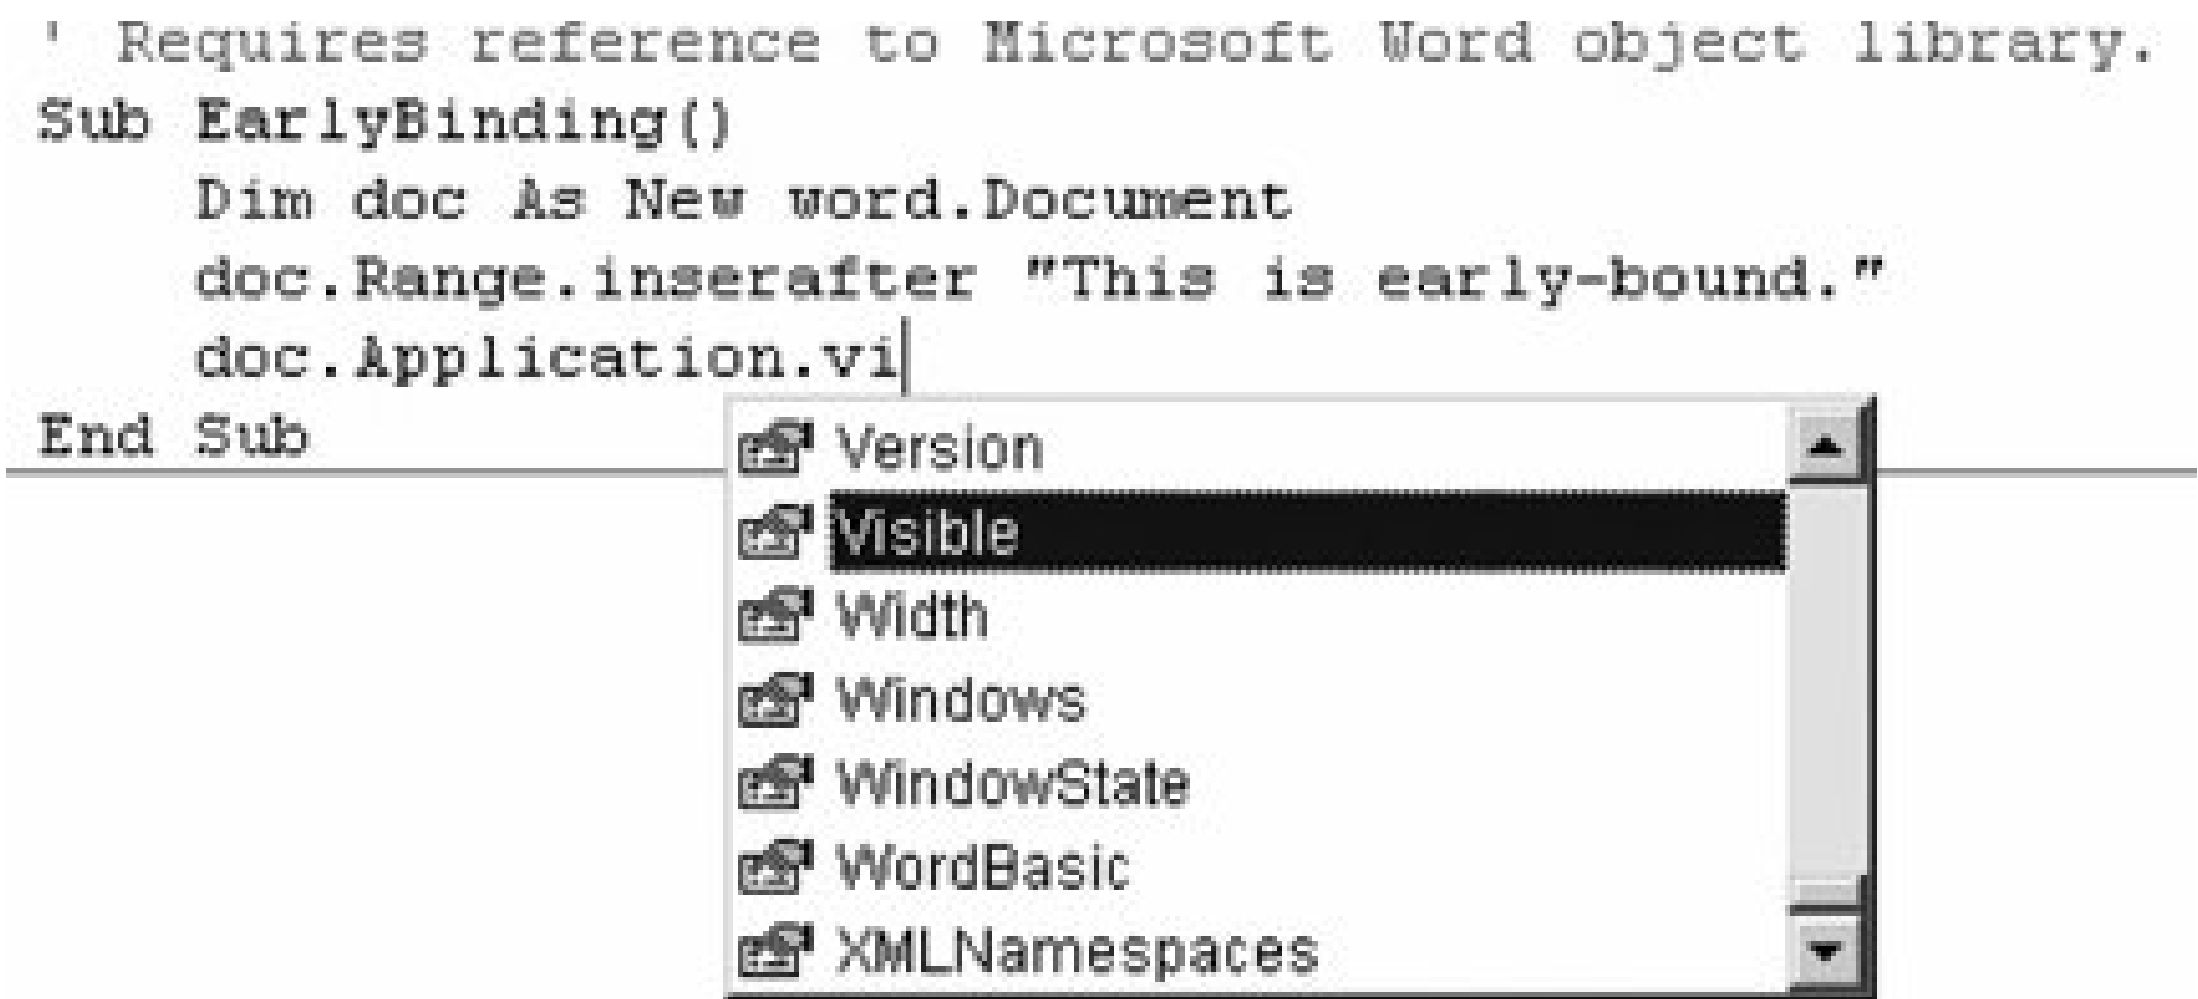 ' Requires reference to Microsoft Word object library.
Sub EarlyBinding()
Dim doc As New word.Document
doc.Range.inserafter "This is early-bound."
doc.Application.vi
End Sub
Version
Visible
Width
Windows
WindowState
WordBasic
XMLNamespaces